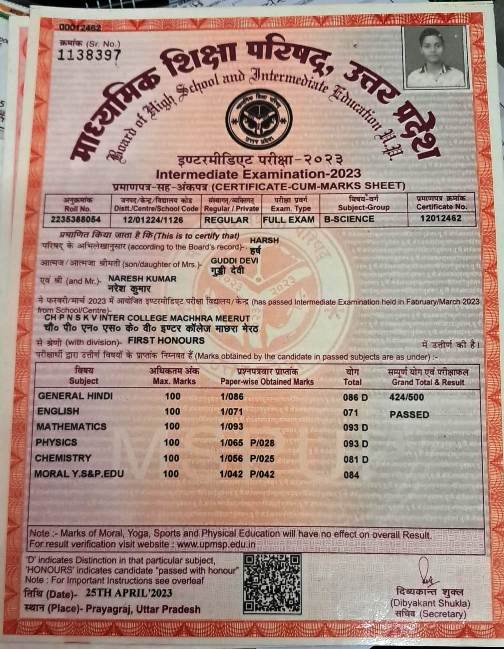 00012462
क्रमांक (Sr. No.)
1138397
माध्यमिक शिक्षा परिषद्, उत्तर प्रदेश
Board of High School and Intermediate Education U.P.
इण्टरमीडिएट परीक्षा-२०२३
Intermediate Examination-2023
प्रमाणपत्र-सह-अंकपत्र (CERTIFICATE-CUM-MARKS SHEET)
अनुक्रमांक जनपद/केन्द्र/विद्यालय कोड संस्थागत/व्यक्तिगत परीक्षा प्रवर्ग विषय-वर्ग प्रमाणपत्र क्रमांक
Roll No. Distt./Centre/School Code Regular / Private Exam. Type Subject-Group Certificate No.
2235388054 12/01224/1126 REGULAR FULL EXAM B-SCIENCE 12012462
प्रमाणित किया जाता है कि(This is to certify that) HARSH
परिषद् के अभिलेखानुसार (according to the Board's record)- हर्ष
आत्मज / आत्मजा श्रीमती (son/daughter of Mrs.)- GUDDI DEVI
गुड्डी देवी
एवं श्री (and Mr.)- NARESH KUMAR
नरेश कुमार
ने फरवरी/मार्च 2023 में आयोजित इण्टरमीडिएट परीक्षा विद्यालय/ केन्द्र (has passed Intermediate Examination held in Fabruary/March 2023
from School/Centre)-
CH P N S K V INTER COLLEGE MACHHRA MEERUT
चौ० पी० एन० एस० के० वी० इण्टर कॉलेज माछरा मेरठ
से श्रेणी (with division)- FIRST HONOURS में उत्तीर्ण की है।
परीक्षार्थी द्वारा उत्तीर्ण विषयों के प्राप्तांक निम्नवत हैं (Marks obtained by the candidate in passed subjects are as under) :-
विषय अधिकतम अंक प्रश्नपत्रवार प्राप्तांक योग सम्पूर्ण योग एवं परीक्षाफल
Subject Max. Marks Paper-wise Obtained Marks Total Grand Total & Result
GENERAL HINDI 100 1/086 086 D 424/500
ENGLISH 100 1/071 071 PASSED
MATHEMATICS 100 1/093 093 D
PHYSICS 100 1/065 P/028 093 D
CHEMISTRY 100 1/056 P/025 081 D
MORAL Y.S&P.EDU 100 1/042 P/042 084
Note :- Marks of Moral, Yoga, Sports and Physical Education will have no effect on overall Result.
For result verification visit website : www.upmsp.edu.in
'D' indicates Distinction in that particular subject,
'HONOURS' indicates candidate "passed with honour"
Note : For Important Instructions see overleaf
तिथि (Date)- 25TH APRIL'2023
स्थान (Place)- Prayagraj, Uttar Pradesh
दिव्यकान्त शुक्ल
(Dibyakant Shukla)
सचिव (Secretary)